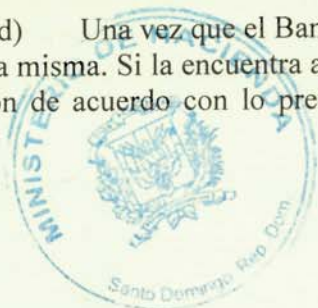 d) Una vez que el Ban
a misma. Si la encuentra a
ón de acuerdo con lo pre
MINISTERIO DE HACIENDA
Santo Domingo Rep. Dom